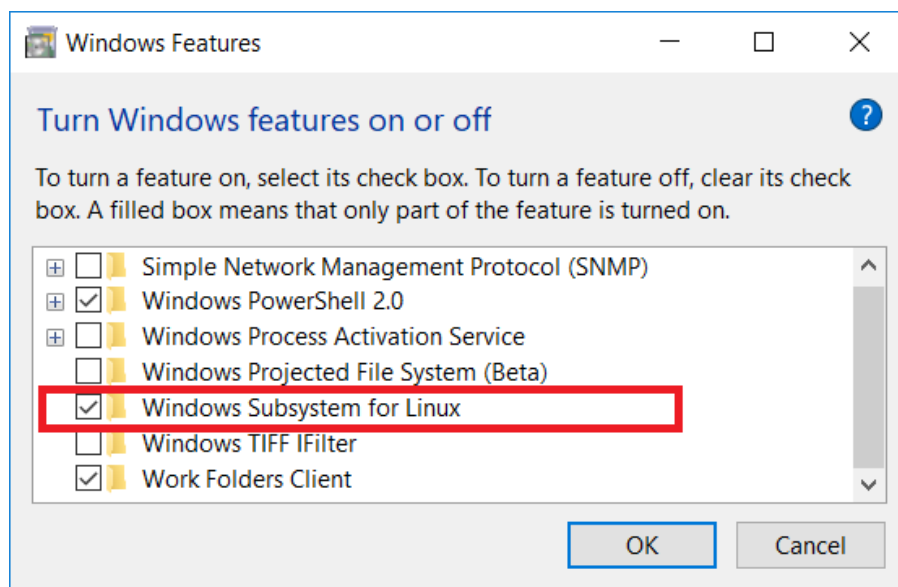 Windows Features
Turn Windows features on or off
?
To turn a feature on, select its check box. To turn a feature off, clear its check
box. A filled box means that only part of the feature is turned on.
Simple Network Management Protocol (SNMP)
Windows PowerShell 2.0
Windows Process Activation Service
Windows Projected File System (Beta)
Windows Subsystem for Linux
Windows TIFF IFilter
Work Folders Client
OK
Cancel